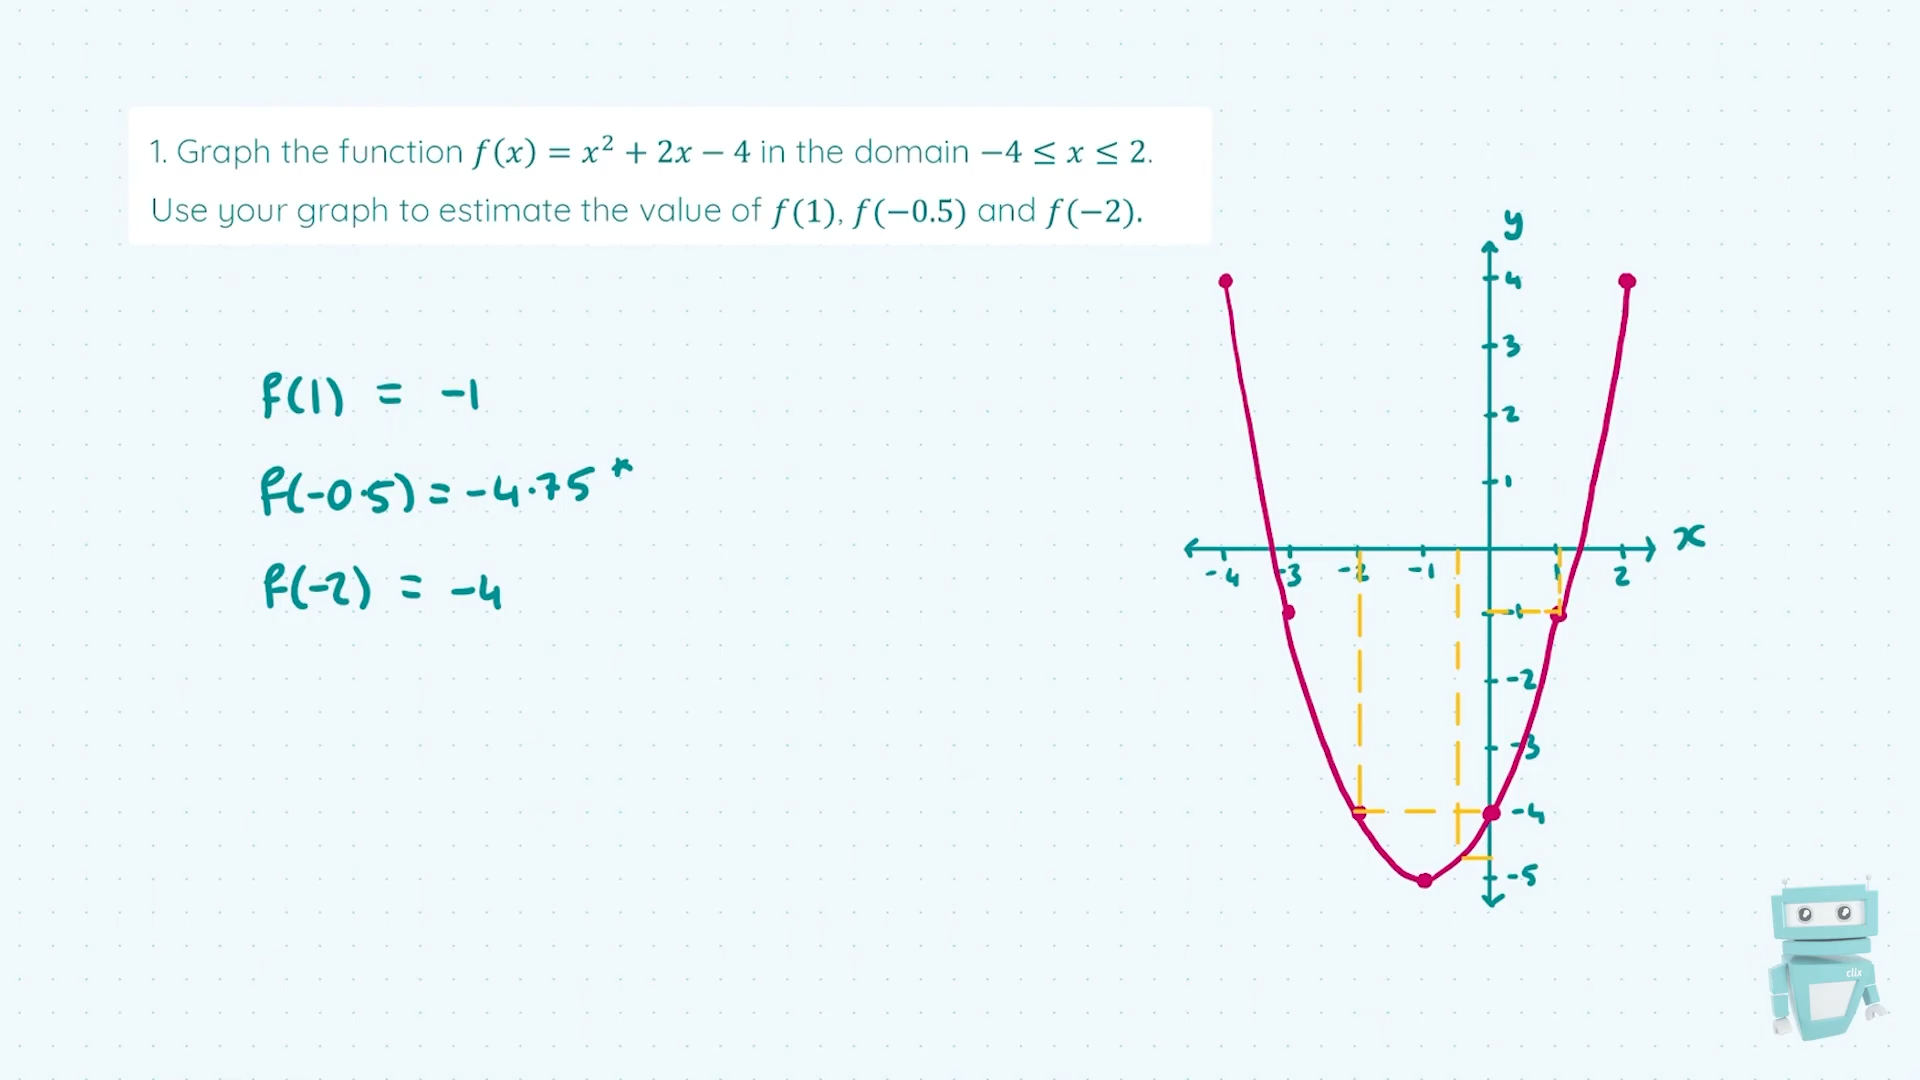 1. Graph the function f(x) = x² + 2x − 4 in the domain −4 ≤ x ≤ 2.
Use your graph to estimate the value of f(1), f(−0.5) and f(−2).
f(1) = -1
f(-0.5) = -4.75 *
f(-2) = -4
y
4
3
2
1
x
-4 -3 -2 -1 1 2
-1
-2
-3
-4
-5
clix